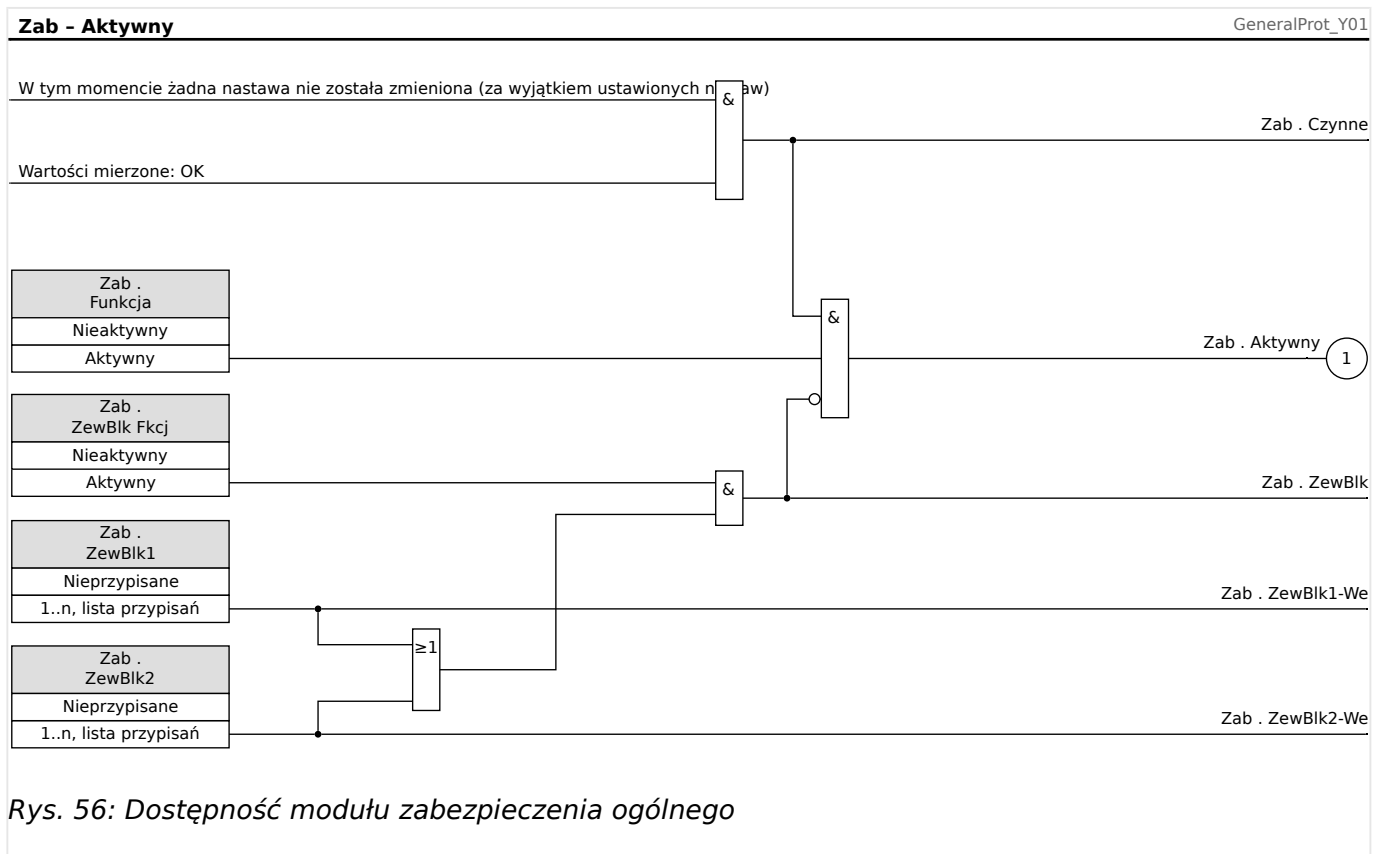 Zab – Aktywny
GeneralProt_Y01
W tym momencie żadna nastawa nie została zmieniona (za wyjątkiem ustawionych
&
Zab . Czynne
Wartości mierzone: OK
Zab .
Funkcja
Nieaktywny
Aktywny
&
Zab . Aktywny
1
Zab .
ZewBlk Fkcj
Nieaktywny
Aktywny
&
Zab . ZewBlk
Zab .
ZewBlk1
Nieprzypisane
1..n, lista przypisań
Zab . ZewBlk1-We
≥1
Zab .
ZewBlk2
Nieprzypisane
1..n, lista przypisań
Zab . ZewBlk2-We
Rys. 56: Dostępność modułu zabezpieczenia ogólnego